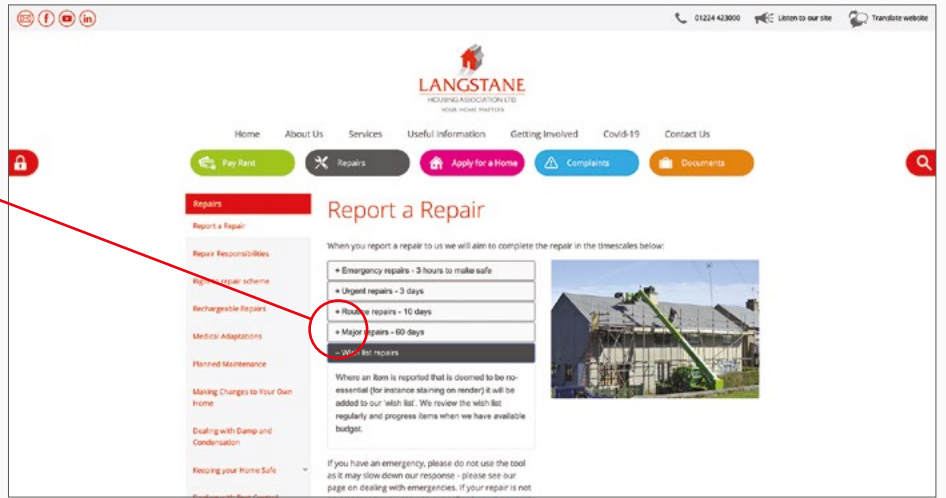 01224 423000 Listen to our site Translate website
LANGSTANE
HOUSING ASSOCIATION LTD
YOUR HOME MATTERS
Home About Us Services Useful Information Getting Involved Covid-19 Contact Us
Pay Rent Repairs Apply for a Home Complaints Documents
Repairs
Report a Repair
Repair Responsibilities
Right to repair scheme
Rechargeable Repairs
Medical Adaptations
Planned Maintenance
Making Changes to Your Own
Home
Dealing with Damp and
Condensation
Keeping your Home Safe
Report a Repair
When you report a repair to us we will aim to complete the repair in the timescales below:
+ Emergency repairs - 3 hours to make safe
+ Urgent repairs - 3 days
+ Routine repairs - 10 days
+ Major repairs - 60 days
– Wish list repairs
Where an item is reported that is deemed to be no-
essential (for instance staining on render) it will be
added to our 'wish list'. We review the wish list
regularly and progress items when we have available
budget.
If you have an emergency, please do not use the tool
as it may slow down our response - please see our
page on dealing with emergencies. If your repair is not